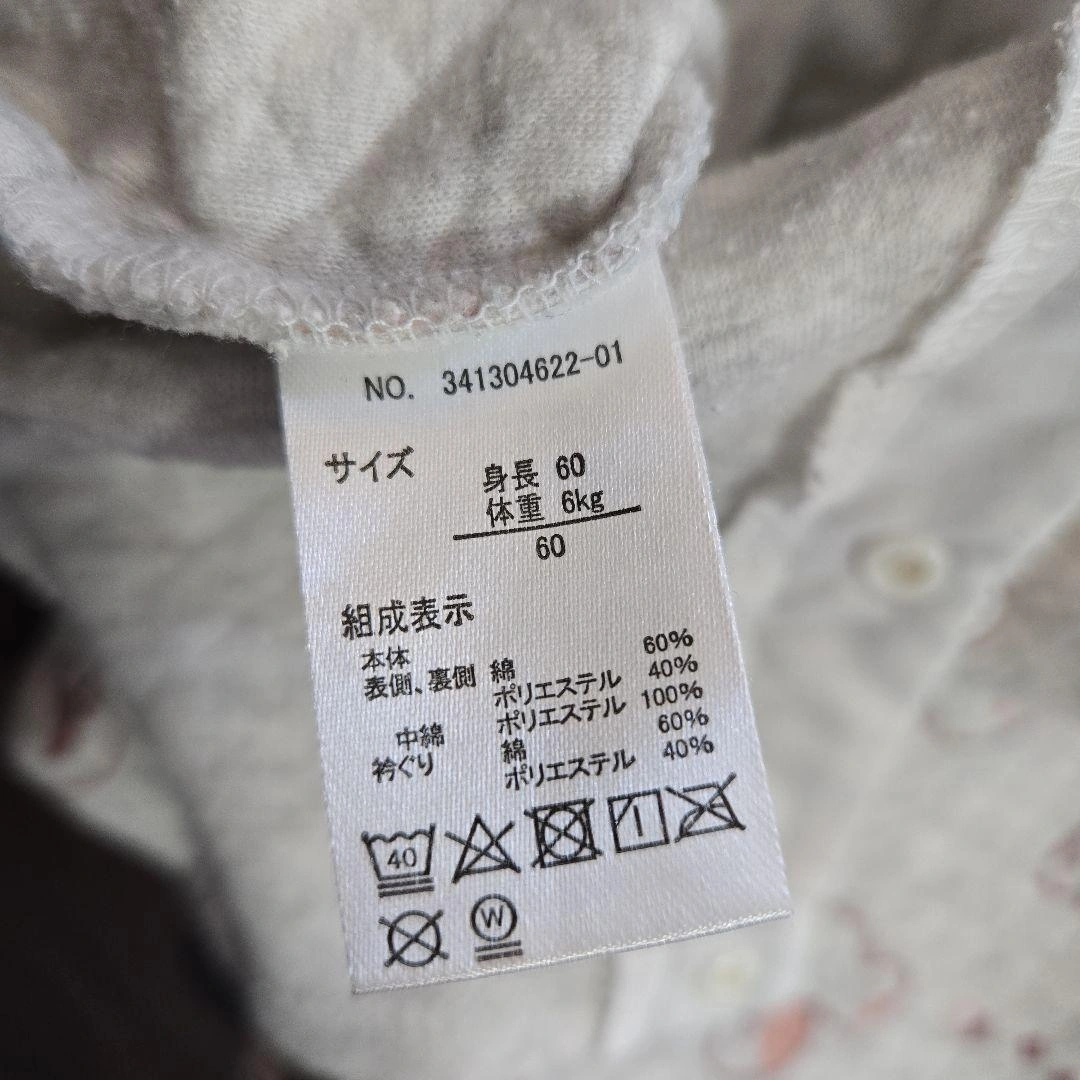 NO. 341304622-01
サイズ
身長 60
体重 6kg
60
組成表示
本体
表側、裏側 綿 60%
ポリエステル 40%
中綿 ポリエステル 100%
衿ぐり 綿 60%
ポリエステル 40%
40
W